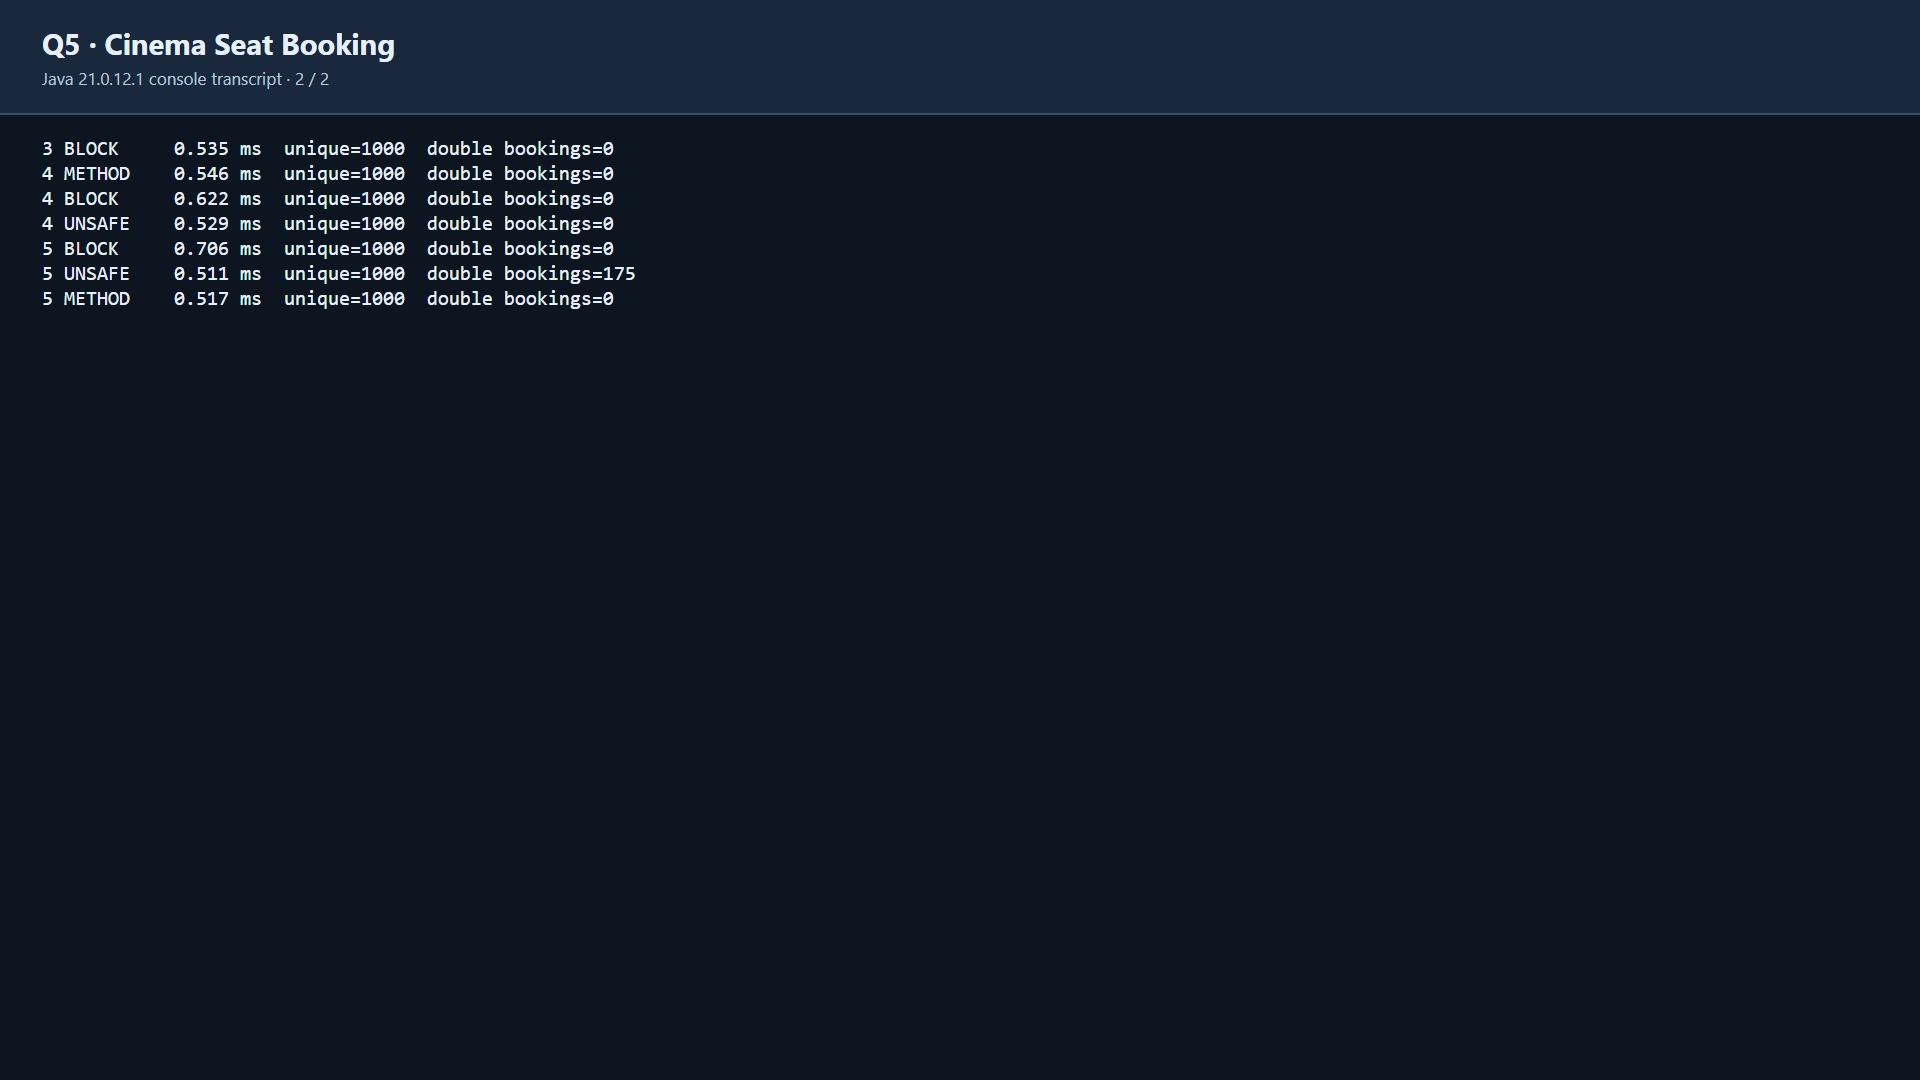 Q5 · Cinema Seat Booking
Java 21.0.12.1 console transcript · 2 / 2
3 BLOCK     0.535 ms  unique=1000  double bookings=0
4 METHOD    0.546 ms  unique=1000  double bookings=0
4 BLOCK     0.622 ms  unique=1000  double bookings=0
4 UNSAFE    0.529 ms  unique=1000  double bookings=0
5 BLOCK     0.706 ms  unique=1000  double bookings=0
5 UNSAFE    0.511 ms  unique=1000  double bookings=175
5 METHOD    0.517 ms  unique=1000  double bookings=0